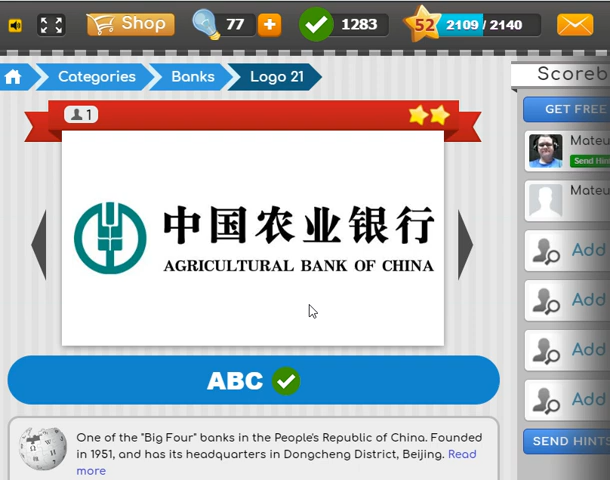 Shop
77
1283
52
2109 / 2140
Categories
Banks
Logo 21
Scoreb
1
GET FREE
Mateu
Send Hin
Mateu
中国农业银行
AGRICULTURAL BANK OF CHINA
Add
Add
Add
Add
ABC
SEND HINTS
One of the "Big Four" banks in the People's Republic of China. Founded
in 1951, and has its headquarters in Dongcheng District, Beijing. Read
more